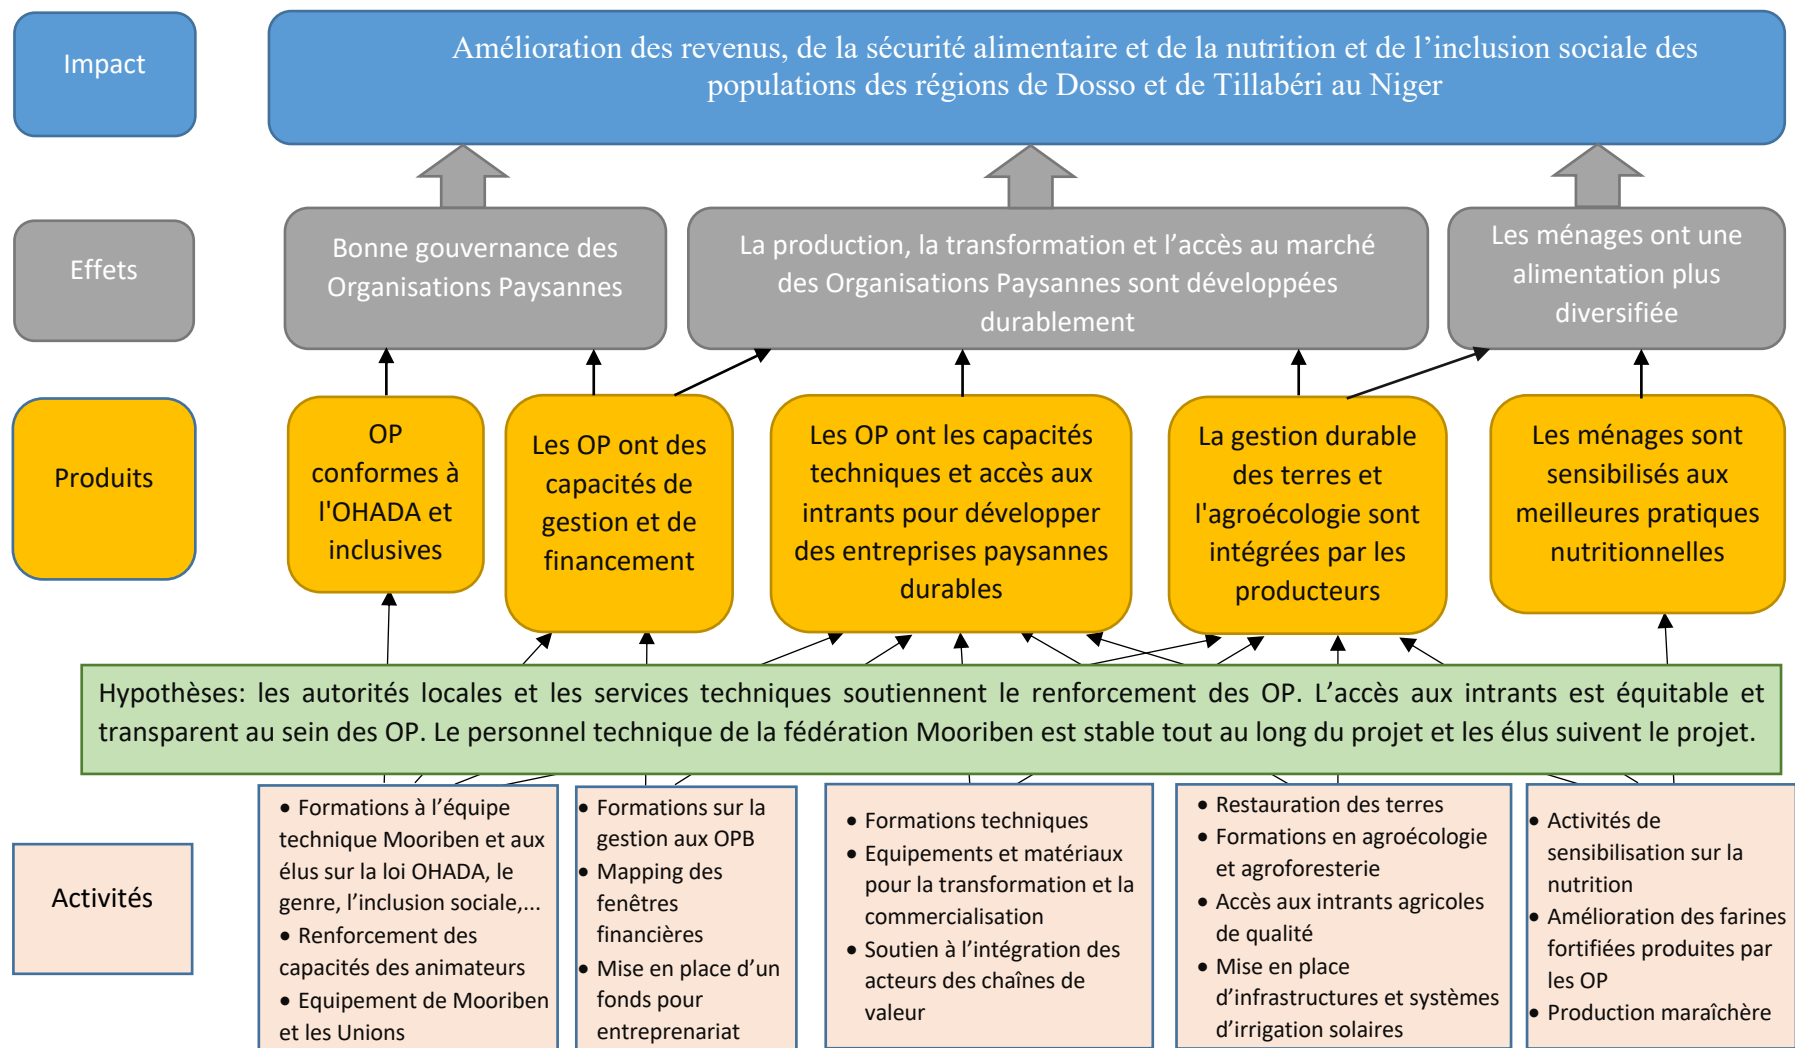 Impact
Amélioration des revenus, de la sécurité alimentaire et de la nutrition et de l’inclusion sociale des
populations des régions de Dosso et de Tillabéri au Niger
Effets
Bonne gouvernance des
Organisations Paysannes
La production, la transformation et l’accès au marché
des Organisations Paysannes sont développées
durablement
Les ménages ont une
alimentation plus
diversifiée
Produits
OP
conformes à
l'OHADA et
inclusives
Les OP ont des
capacités de
gestion et de
financement
Les OP ont les capacités
techniques et accès aux
intrants pour développer
des entreprises paysannes
durables
La gestion durable
des terres et
l'agroécologie sont
intégrées par les
producteurs
Les ménages sont
sensibilisés aux
meilleures pratiques
nutritionnelles
Hypothèses: les autorités locales et les services techniques soutiennent le renforcement des OP. L’accès aux intrants est équitable et
transparent au sein des OP. Le personnel technique de la fédération Mooriben est stable tout au long du projet et les élus suivent le projet.
Activités
• Formations à l’équipe
technique Mooriben et aux
élus sur la loi OHADA, le
genre, l’inclusion sociale,...
• Renforcement des
capacités des animateurs
• Equipement de Mooriben
et les Unions
• Formations sur la
gestion aux OPB
• Mapping des
fenêtres
financières
• Mise en place d’un
fonds pour
entreprenariat
• Formations techniques
• Equipements et matériaux
pour la transformation et la
commercialisation
• Soutien à l’intégration des
acteurs des chaînes de
valeur
• Restauration des terres
• Formations en agroécologie
et agroforesterie
• Accès aux intrants agricoles
de qualité
• Mise en place
d’infrastructures et systèmes
d’irrigation solaires
• Activités de
sensibilisation sur la
nutrition
• Amélioration des farines
fortifiées produites par
les OP
• Production maraîchère